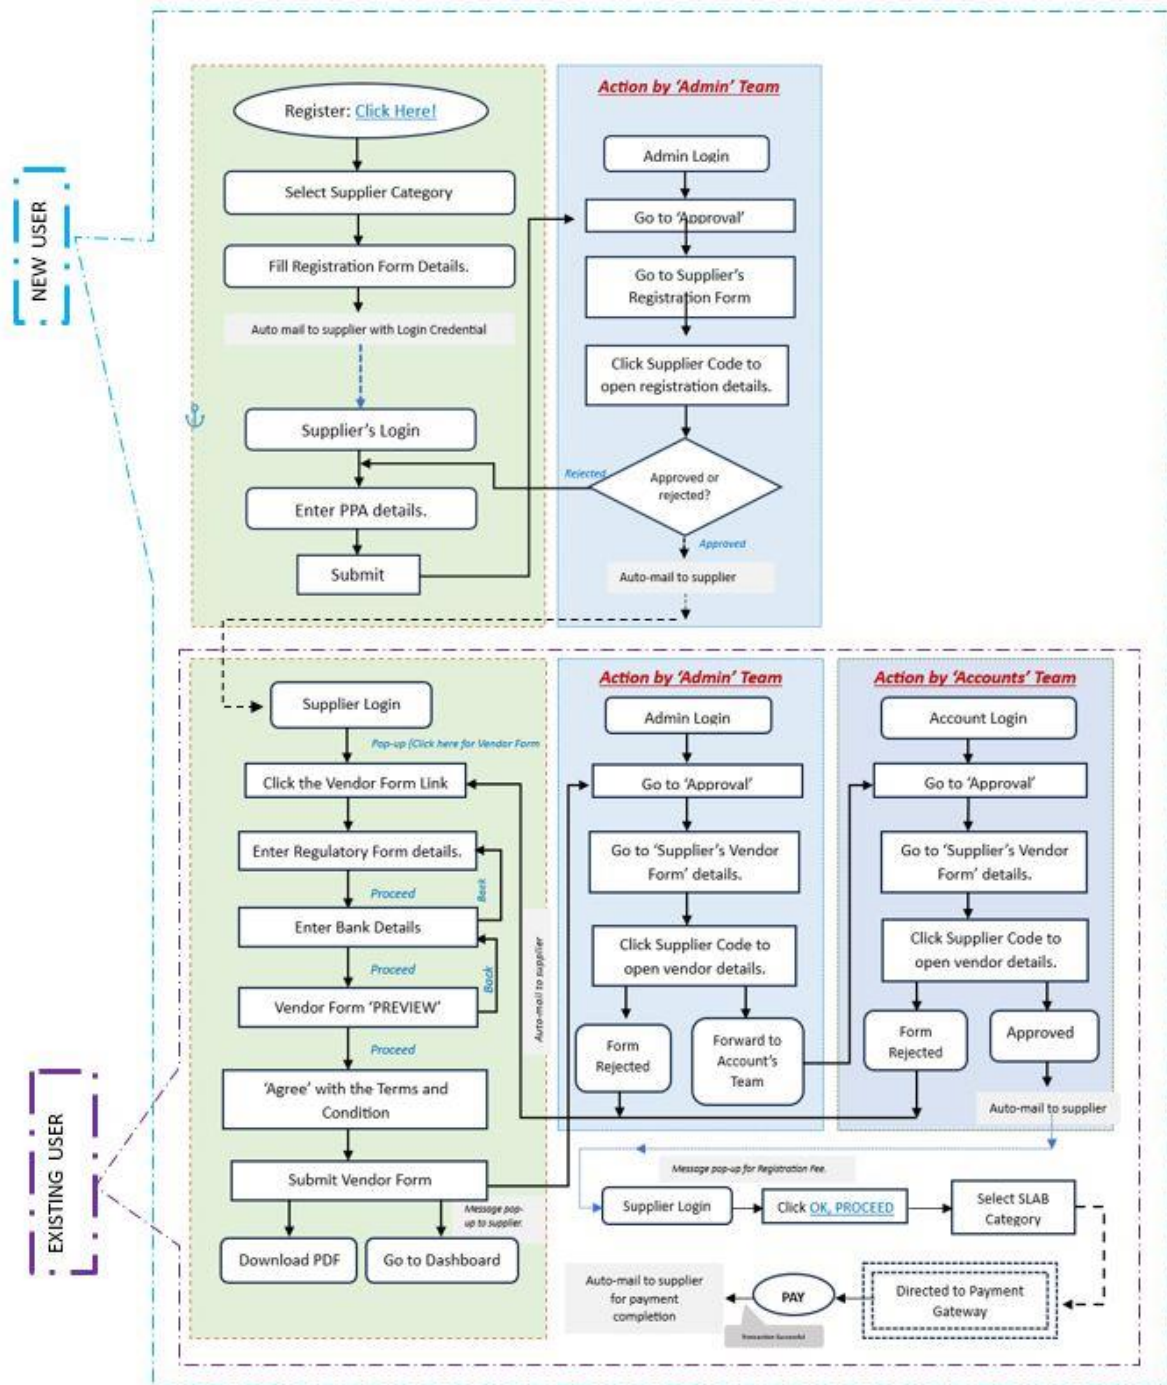 NEW USER
Register: Click Here!
Select Supplier Category
Fill Registration Form Details.
Auto mail to supplier with Login Credential
Supplier's Login
Enter PPA details.
Submit
Action by 'Admin' Team
Admin Login
Go to 'Approval'
Go to Supplier's
Registration Form
Click Supplier Code to
open registration details.
Rejected
Approved or
rejected?
Approved
Auto-mail to supplier
EXISTING USER
Supplier Login
Pop-up (Click here for Vendor Form
Click the Vendor Form Link
Enter Regulatory Form details.
Proceed
Back
Enter Bank Details
Proceed
Back
Vendor Form 'PREVIEW'
Proceed
'Agree' with the Terms and
Condition
Submit Vendor Form
Message pop-
up to supplier.
Download PDF
Go to Dashboard
Auto-mail to supplier
Action by 'Admin' Team
Admin Login
Go to 'Approval'
Go to 'Supplier's Vendor
Form' details.
Click Supplier Code to
open vendor details.
Form
Rejected
Forward to
Account's
Team
Action by 'Accounts' Team
Account Login
Go to 'Approval'
Go to 'Supplier's Vendor
Form' details.
Click Supplier Code to
open vendor details.
Form
Rejected
Approved
Auto-mail to supplier
Message pop-up for Registration Fee.
Supplier Login
Click OK, PROCEED
Select SLAB
Category
Directed to Payment
Gateway
PAY
Transaction Successful
Auto-mail to supplier
for payment
completion